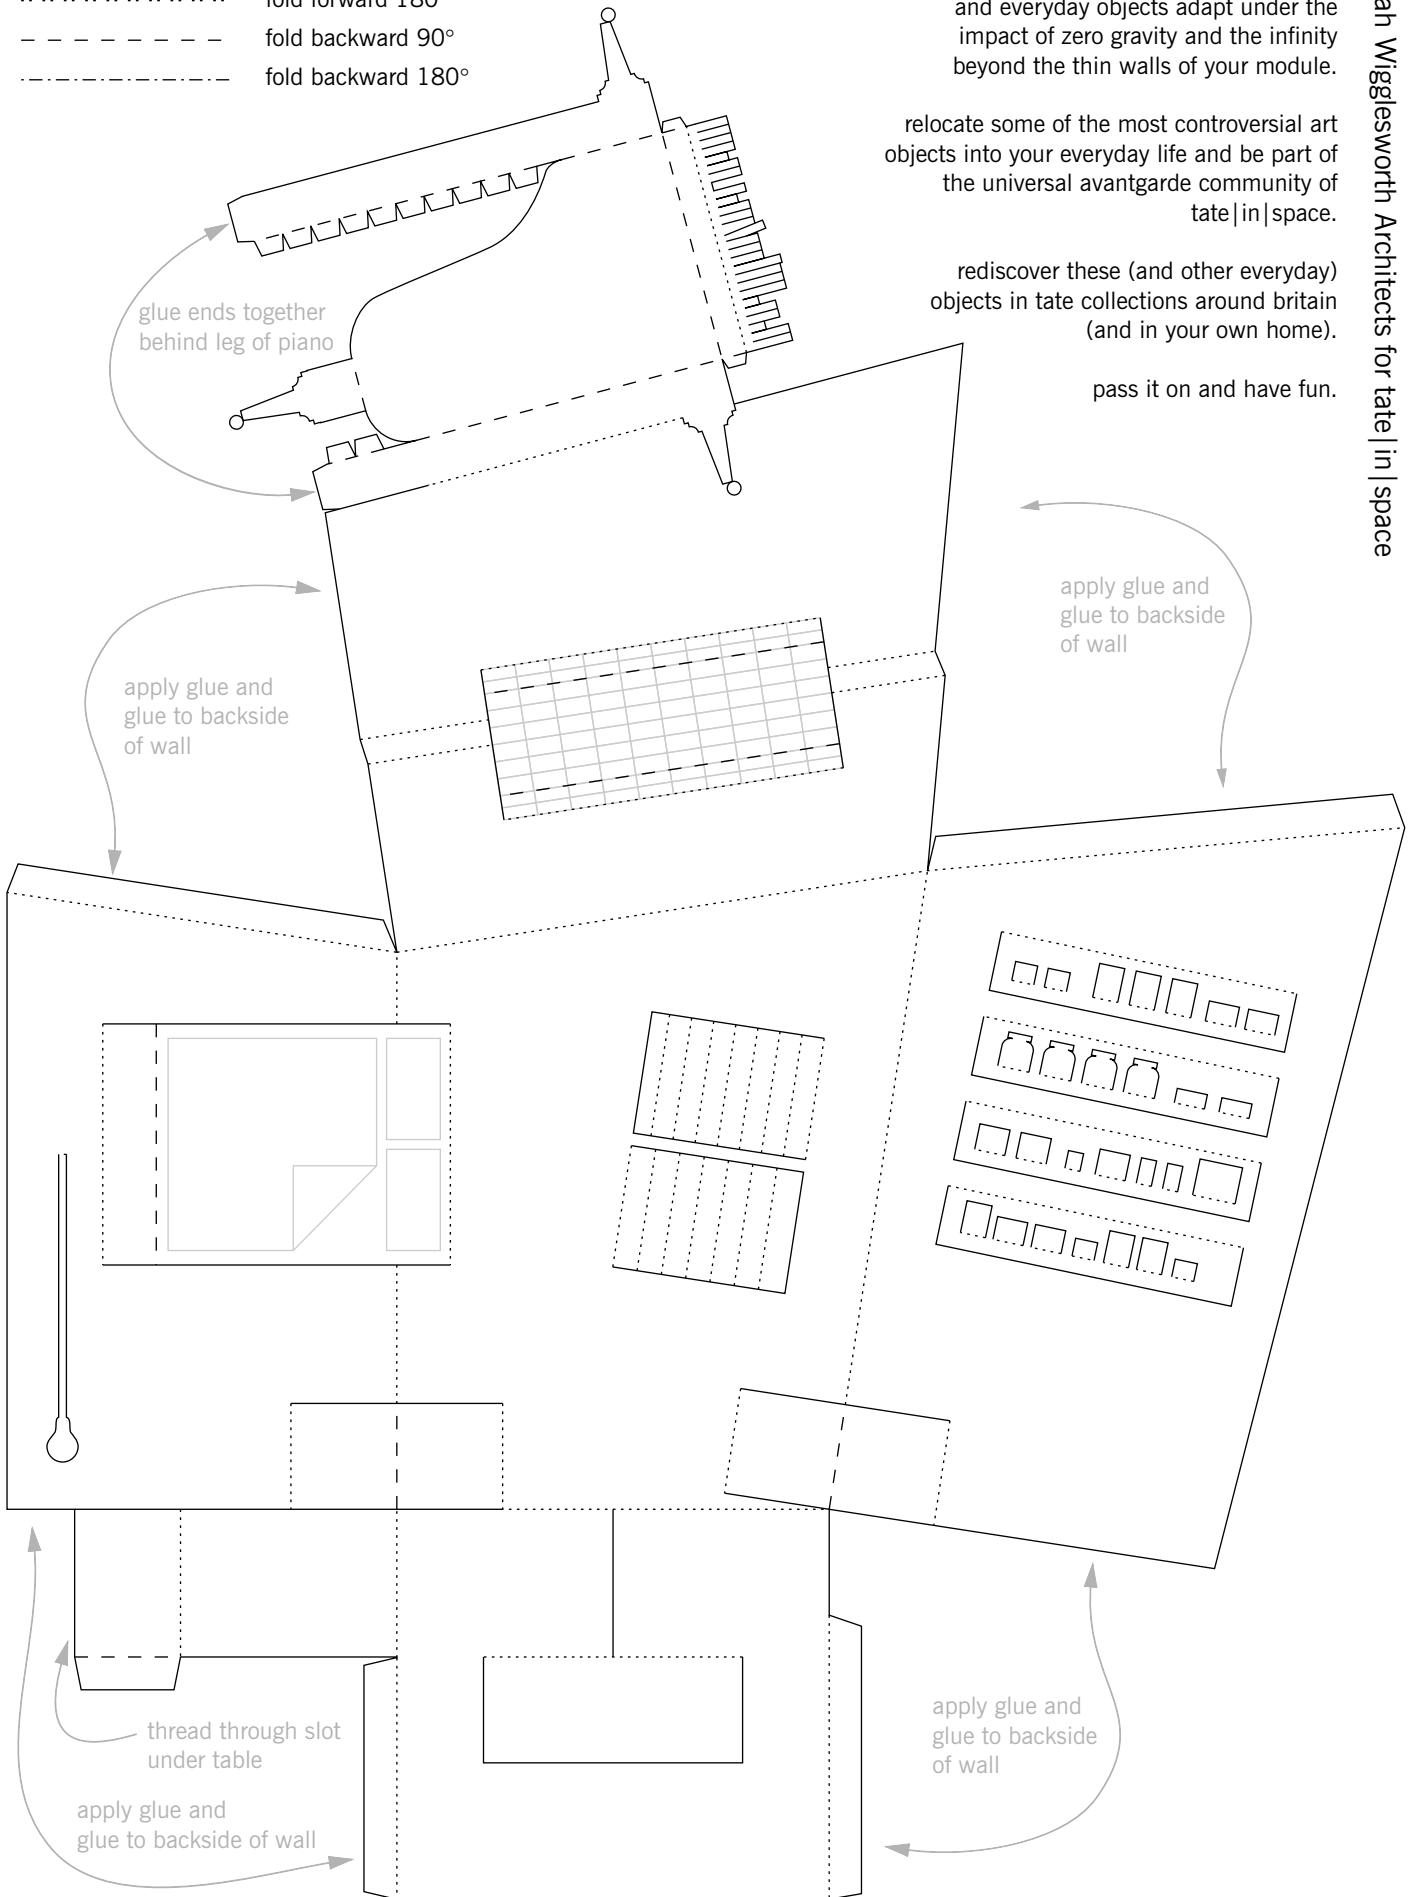 fold forward 180°
fold backward 90°
fold backward 180°
and everyday objects adapt under the
impact of zero gravity and the infinity
beyond the thin walls of your module.
relocate some of the most controversial art
objects into your everyday life and be part of
the universal avantgarde community of
tate|in|space.
rediscover these (and other everyday)
objects in tate collections around britain
(and in your own home).
pass it on and have fun.
ah Wigglesworth Architects for tate|in|space
glue ends together
behind leg of piano
apply glue and
glue to backside
of wall
apply glue and
glue to backside
of wall
thread through slot
under table
apply glue and
glue to backside of wall
apply glue and
glue to backside
of wall